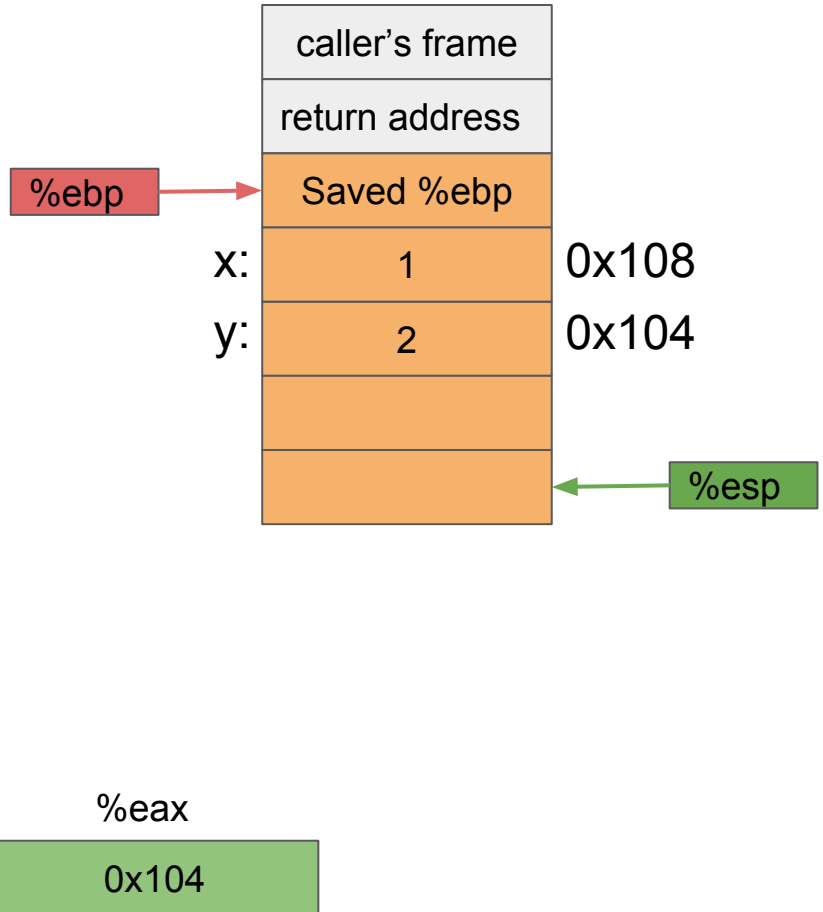 caller’s frame
return address
%ebp
Saved %ebp
x:
1
0x108
y:
2
0x104
%esp
%eax
0x104